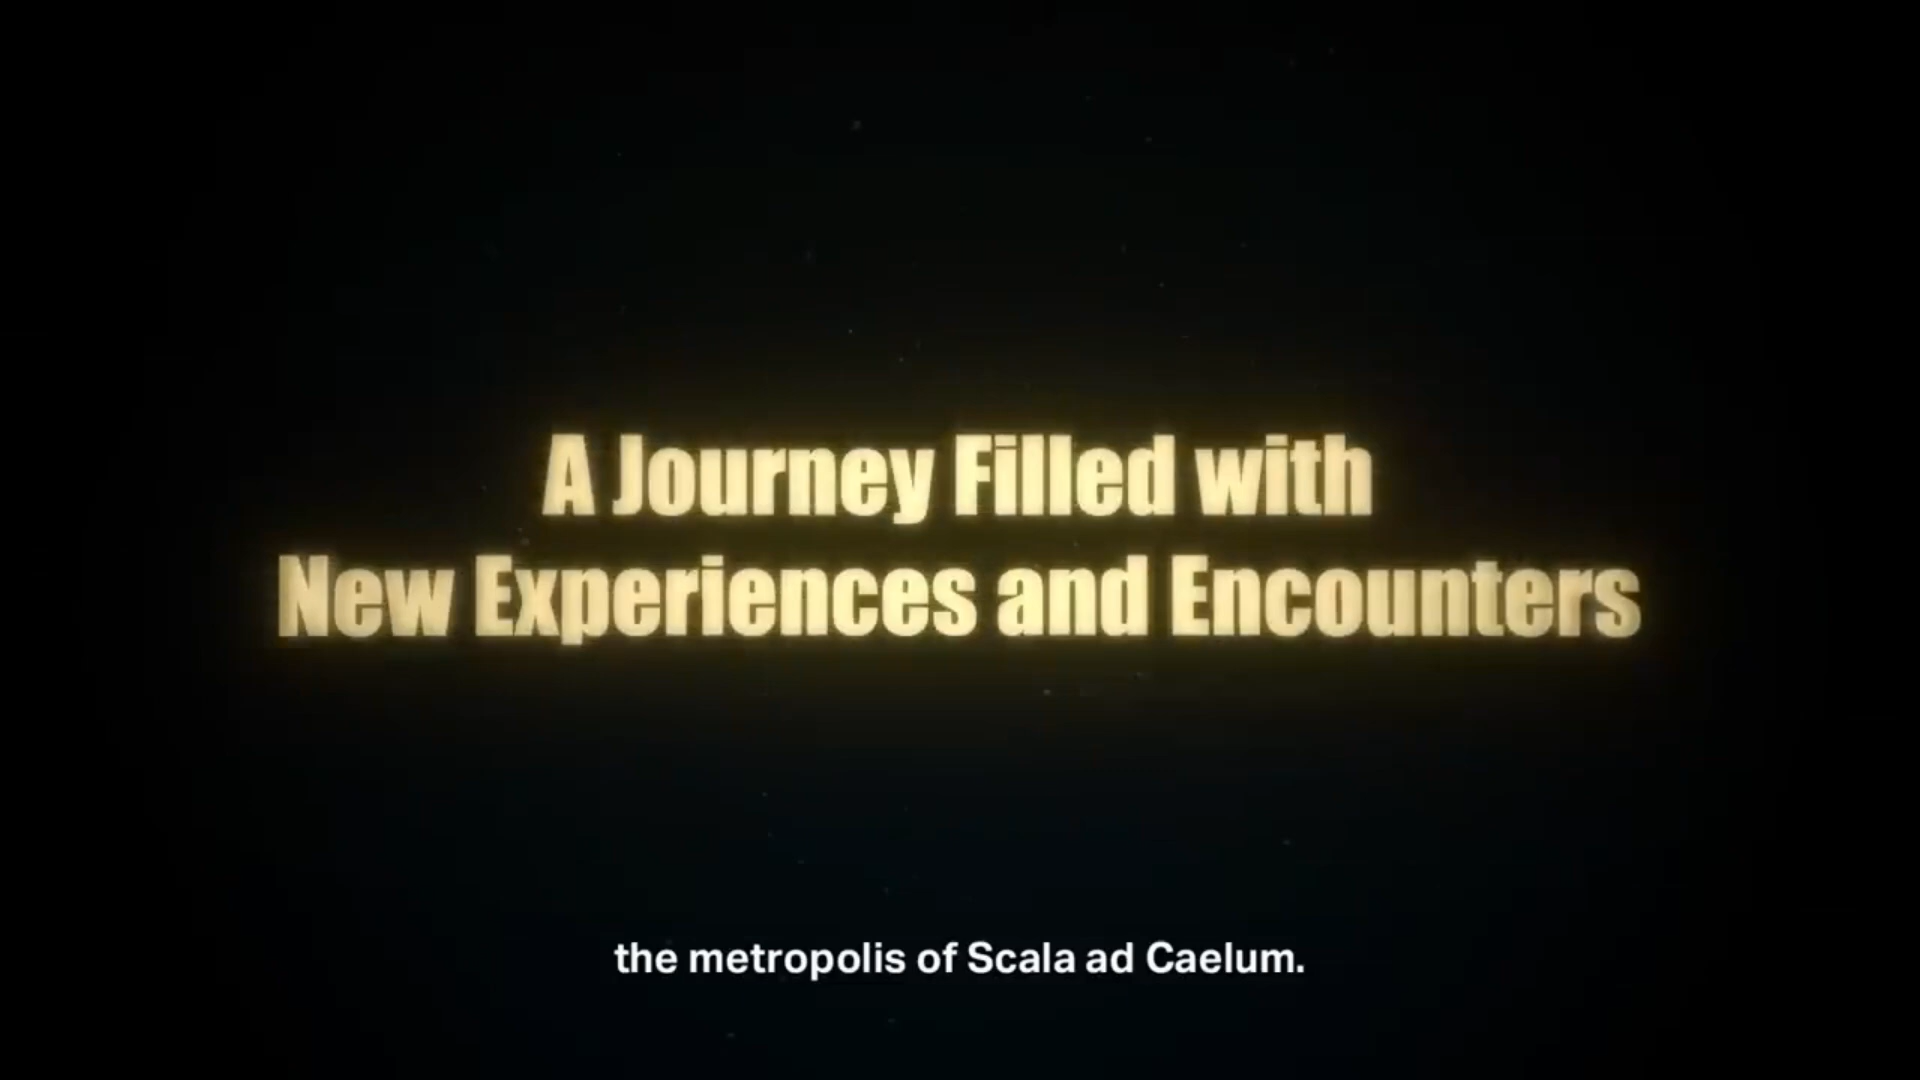 A Journey Filled with
New Experiences and Encounters
the metropolis of Scala ad Caelum.